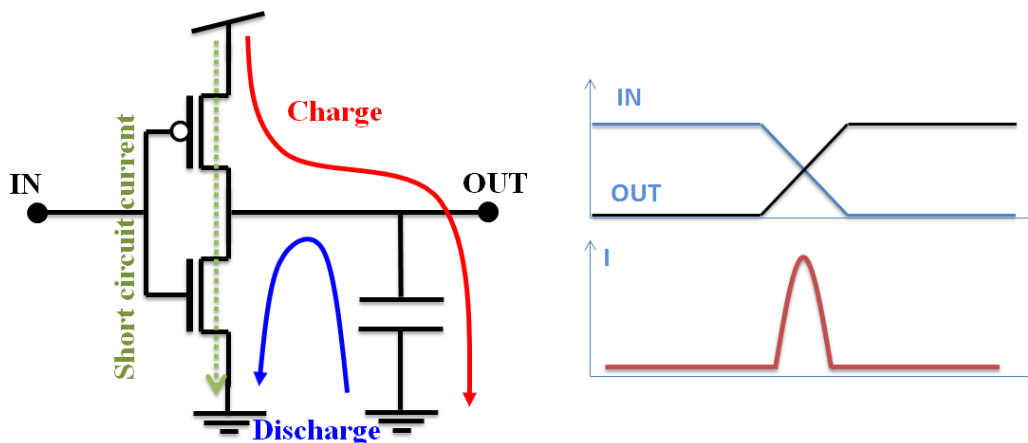 IN
Short circuit current
Charge
OUT
Discharge
IN
OUT
I